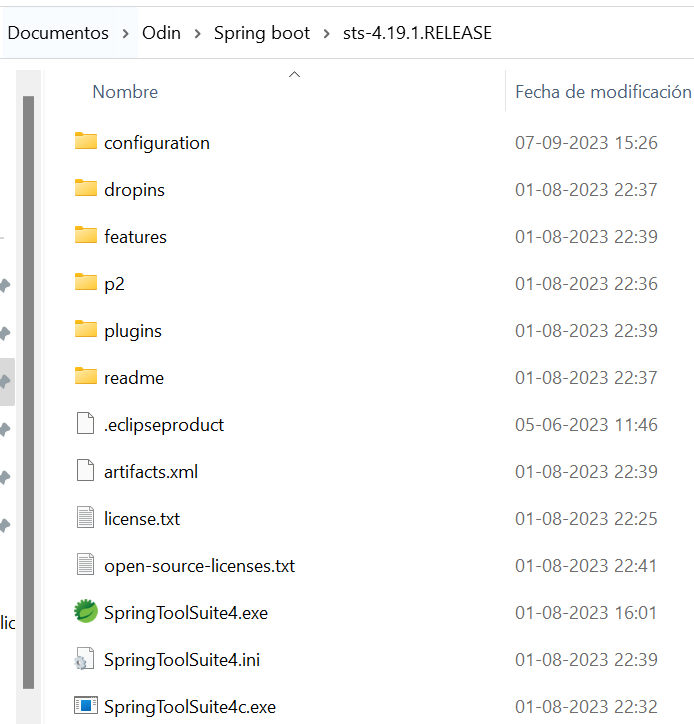 Documentos > Odin > Spring boot > sts-4.19.1.RELEASE
Nombre Fecha de modificación
configuration 07-09-2023 15:26
dropins 01-08-2023 22:37
features 01-08-2023 22:39
p2 01-08-2023 22:36
plugins 01-08-2023 22:39
readme 01-08-2023 22:37
.eclipseproduct 05-06-2023 11:46
artifacts.xml 01-08-2023 22:39
license.txt 01-08-2023 22:25
open-source-licenses.txt 01-08-2023 22:41
lic
SpringToolSuite4.exe 01-08-2023 16:01
SpringToolSuite4.ini 01-08-2023 22:39
SpringToolSuite4c.exe 01-08-2023 22:32